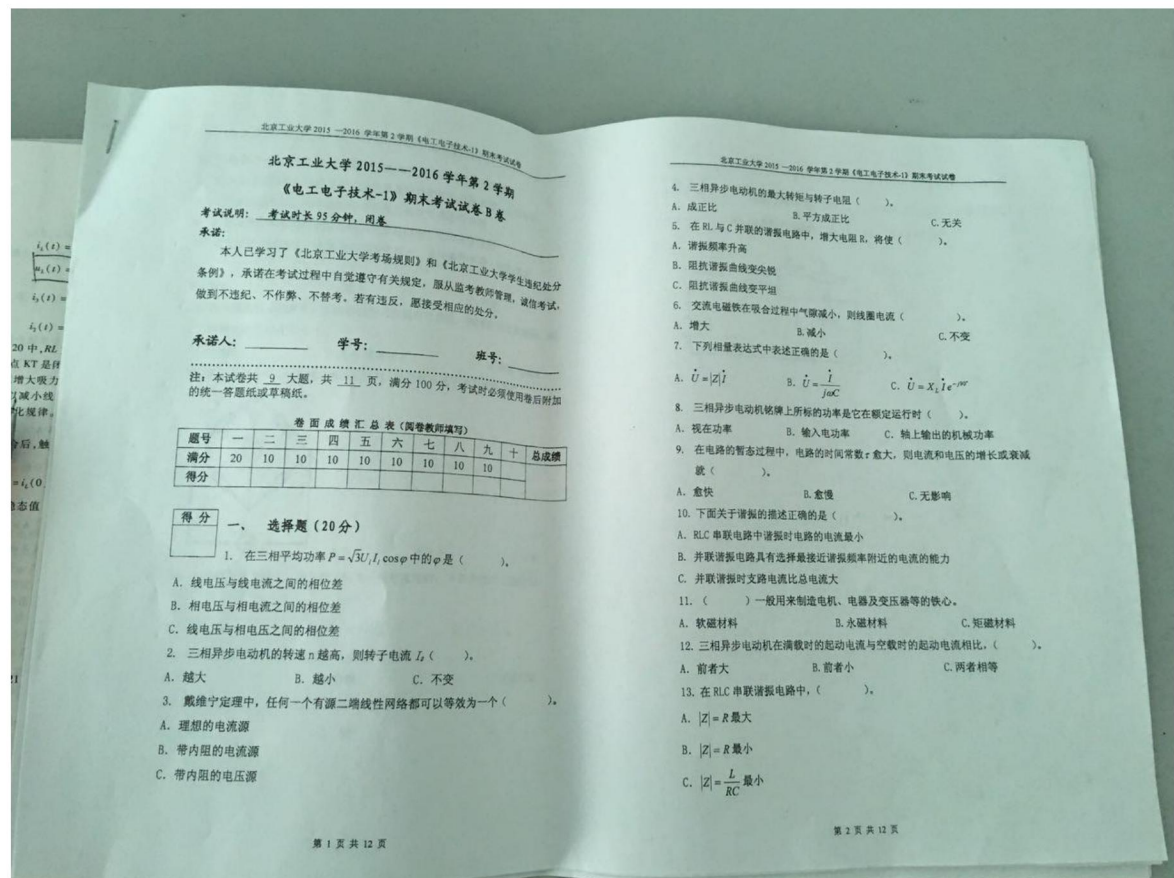 i₁(t) =
u₅(t) =
i₃(t) =
i₂(t) =
20 中, RL
点 KT 是闭
增大吸力
减小线
化规律。
合后, 触
= i_L(0
稳态值
21
北京工业大学 2015 —2016 学年第 2 学期《电工电子技术-1》期末考试试卷
北京工业大学 2015——2016 学年第 2 学期
《电工电子技术-1》期末考试试卷 B 卷
考试说明: 考试时长 95 分钟, 闭卷
承诺:
本人已学习了《北京工业大学考场规则》和《北京工业大学学生违纪处分
条例》, 承诺在考试过程中自觉遵守有关规定, 服从监考教师管理, 诚信考试,
做到不违纪、不作弊、不替考。若有违反, 愿接受相应的处分。
承诺人: 学号: 班号:
注: 本试卷共 9 大题, 共 11 页, 满分 100 分, 考试时必须使用卷后附加
的统一答题纸或草稿纸。
卷 面 成 绩 汇 总 表 (阅卷教师填写)
题号 一 二 三 四 五 六 七 八 九 十 总成绩
满分 20 10 10 10 10 10 10 10 10
得分
得 分
一、 选择题 (20 分)
1. 在三相平均功率 P = √3U_l I_l cosφ 中的 φ 是 ( )。
A. 线电压与线电流之间的相位差
B. 相电压与相电流之间的相位差
C. 线电压与相电压之间的相位差
2. 三相异步电动机的转速 n 越高, 则转子电流 I₂ ( )。
A. 越大 B. 越小 C. 不变
3. 戴维宁定理中, 任何一个有源二端线性网络都可以等效为一个 ( )。
A. 理想的电流源
B. 带内阻的电流源
C. 带内阻的电压源
第 1 页 共 12 页
北京工业大学 2015 —2016 学年第 2 学期《电工电子技术-1》期末考试试卷
4. 三相异步电动机的最大转矩与转子电阻 ( )。
A. 成正比 B. 平方成正比 C. 无关
5. 在 RL 与 C 并联的谐振电路中, 增大电阻 R, 将使 ( )。
A. 谐振频率升高
B. 阻抗谐振曲线变尖锐
C. 阻抗谐振曲线变平坦
6. 交流电磁铁在吸合过程中气隙减小, 则线圈电流 ( )。
A. 增大 B. 减小 C. 不变
7. 下列相量表达式中表述正确的是 ( )。
A. U̇ = |Z|İ B. U̇ = İ/jωC C. U̇ = X_L İe^{-j90°}
8. 三相异步电动机铭牌上所标的功率是它在额定运行时 ( )。
A. 视在功率 B. 输入电功率 C. 轴上输出的机械功率
9. 在电路的暂态过程中, 电路的时间常数 τ 愈大, 则电流和电压的增长或衰减
就 ( )。
A. 愈快 B. 愈慢 C. 无影响
10. 下面关于谐振的描述正确的是 ( )。
A. RLC 串联电路中谐振时电路的电流最小
B. 并联谐振电路具有选择最接近谐振频率附近的电流的能力
C. 并联谐振时支路电流比总电流大
11. ( ) 一般用来制造电机、电器及变压器等的铁心。
A. 软磁材料 B. 永磁材料 C. 矩磁材料
12. 三相异步电动机在满载时的起动电流与空载时的起动电流相比, ( )。
A. 前者大 B. 前者小 C. 两者相等
13. 在 RLC 串联谐振电路中, ( )。
A. |Z| = R 最大
B. |Z| = R 最小
C. |Z| = L/RC 最小
第 2 页 共 12 页